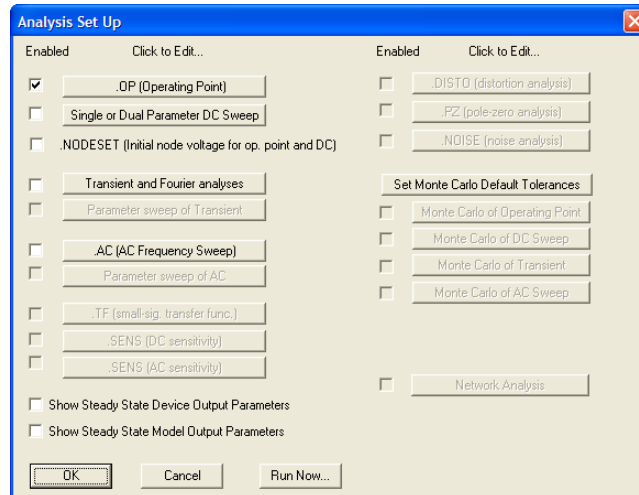 Analysis Set Up
Enabled Click to Edit...
.OP (Operating Point)
Single or Dual Parameter DC Sweep
.NODESET (Initial node voltage for op. point and DC)
Transient and Fourier analyses
Parameter sweep of Transient
.AC (AC Frequency Sweep)
Parameter sweep of AC
.TF (small-sig. transfer func.)
.SENS (DC sensitivity)
.SENS (AC sensitivity)
Show Steady State Device Output Parameters
Show Steady State Model Output Parameters
Enabled Click to Edit...
.DISTO (distortion analysis)
.PZ (pole-zero analysis)
.NOISE (noise analysis)
Set Monte Carlo Default Tolerances
Monte Carlo of Operating Point
Monte Carlo of DC Sweep
Monte Carlo of Transient
Monte Carlo of AC Sweep
Network Analysis
OK Cancel Run Now...